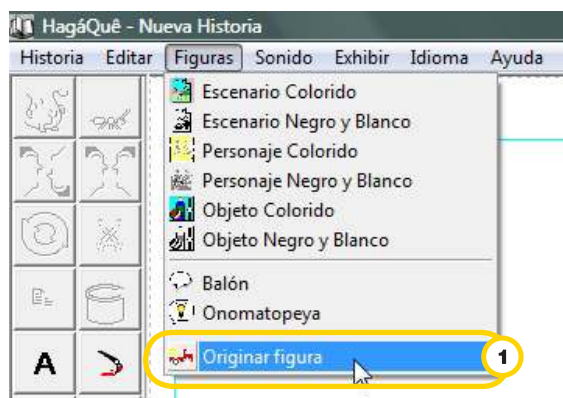 HagáQuê - Nueva Historia
Historia Editar Figuras Sonido Exhibir Idioma Ayuda
Escenario Colorido
Escenario Negro y Blanco
Personaje Colorido
Personaje Negro y Blanco
Objeto Colorido
Objeto Negro y Blanco
Balón
Onomatopeya
Originar figura 1
A